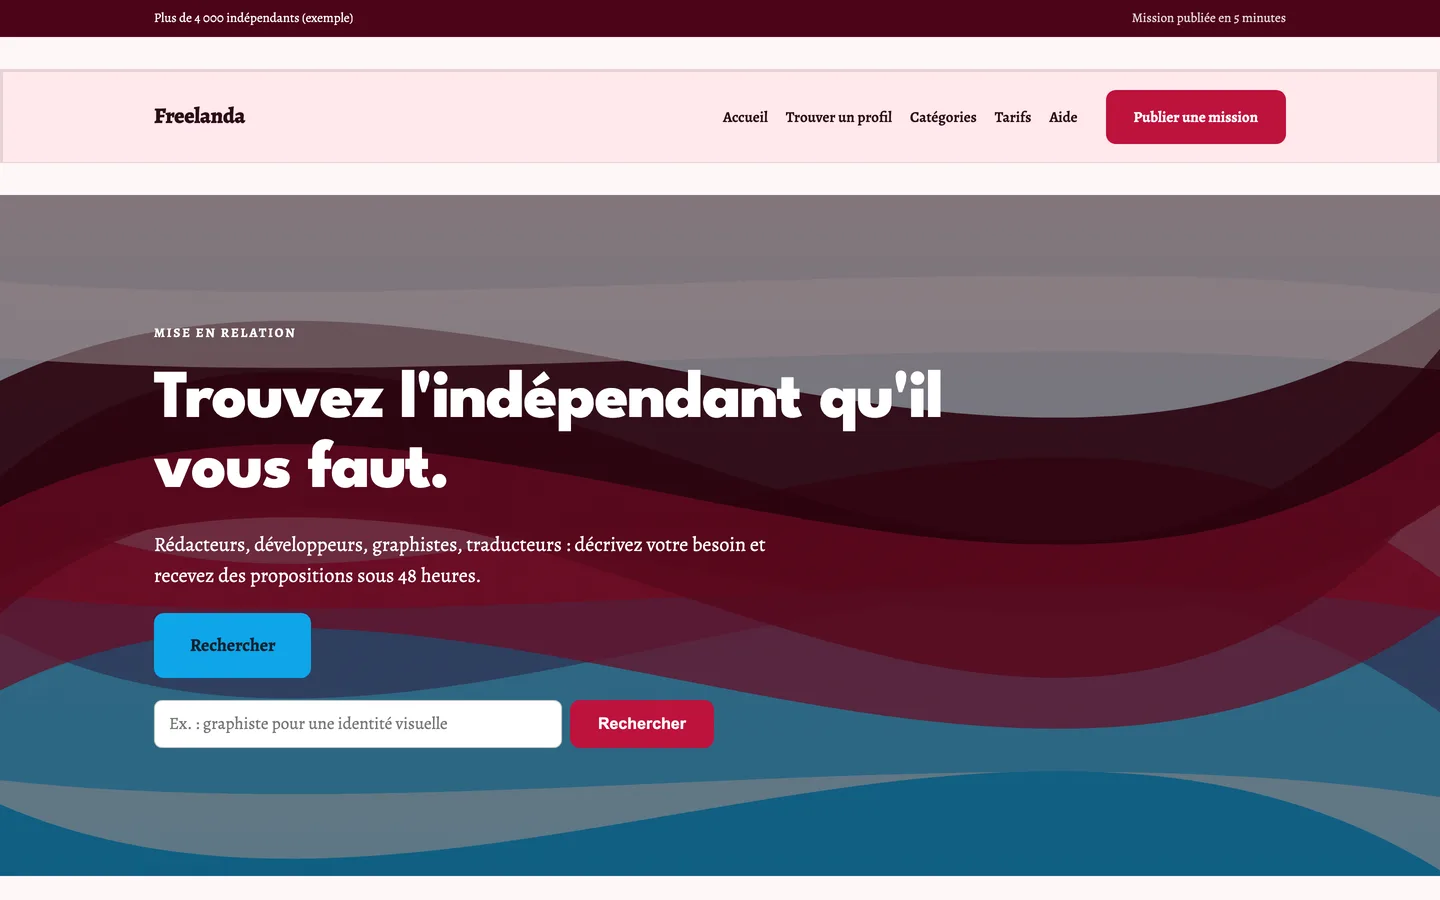 Plus de 4 000 indépendants (exemple)
Mission publiée en 5 minutes
Freelanda
Accueil
Trouver un profil
Catégories
Tarifs
Aide
Publier une mission
MISE EN RELATION
Trouvez l'indépendant qu'il
vous faut.
Rédacteurs, développeurs, graphistes, traducteurs : décrivez votre besoin et
recevez des propositions sous 48 heures.
Rechercher
Ex. : graphiste pour une identité visuelle
Rechercher